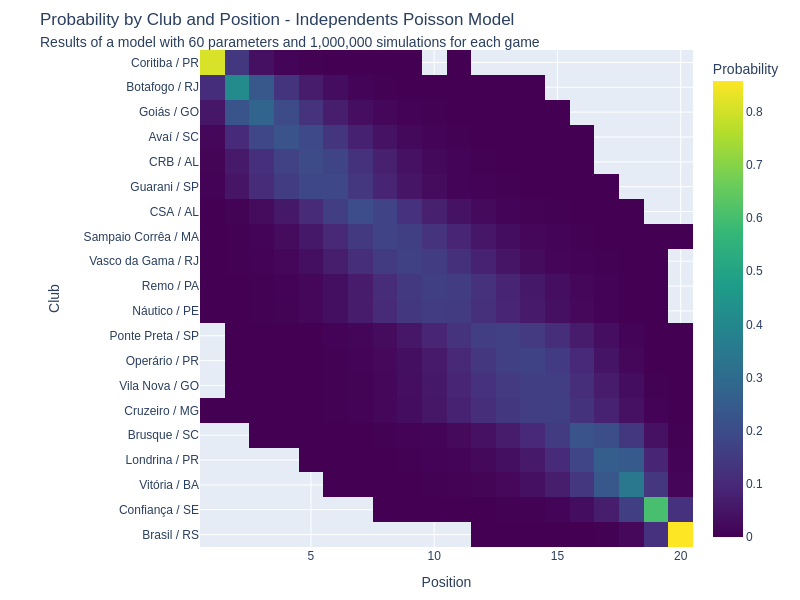 Probability by Club and Position - Independents Poisson Model
Results of a model with 60 parameters and 1,000,000 simulations for each game
Probability
Club
Coritiba / PR
Botafogo / RJ
Goiás / GO
Avaí / SC
CRB / AL
Guarani / SP
CSA / AL
Sampaio Corrêa / MA
Vasco da Gama / RJ
Remo / PA
Náutico / PE
Ponte Preta / SP
Operário / PR
Vila Nova / GO
Cruzeiro / MG
Brusque / SC
Londrina / PR
Vitória / BA
Confiança / SE
Brasil / RS
5 10 15 20
Position
0.8
0.7
0.6
0.5
0.4
0.3
0.2
0.1
0